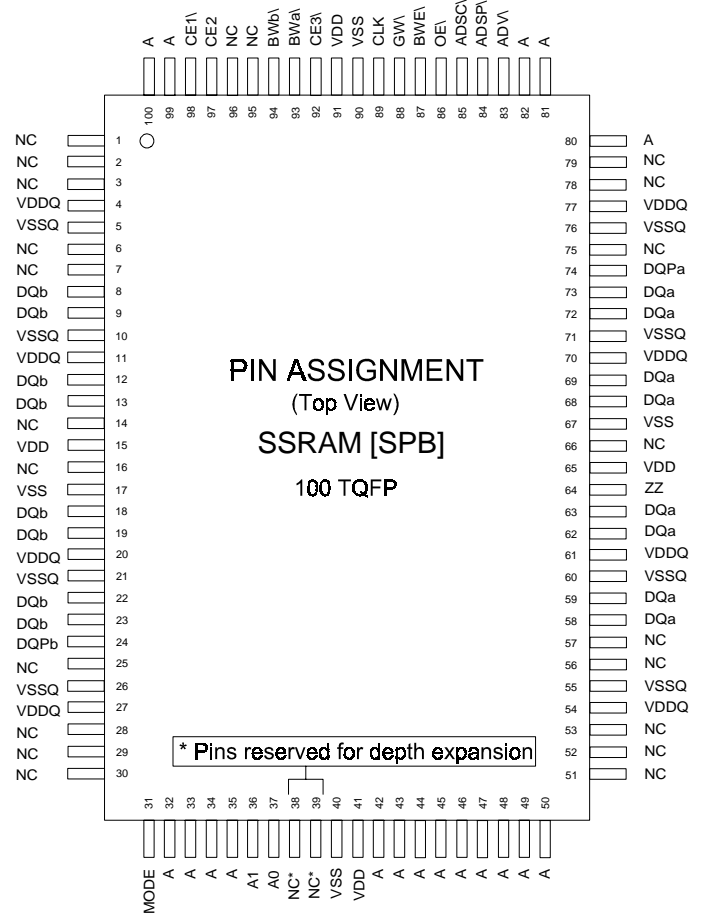 A A CE1\ CE2 NC NC BWb\ BWa\ CE3\ VDD VSS CLK GW\ BWE\ OE\ ADSC\ ADSP\ ADV\ A A
100 99 98 97 96 95 94 93 92 91 90 89 88 87 86 85 84 83 82 81
NC 1 80 A
NC 2 79 NC
NC 3 78 NC
VDDQ 4 77 VDDQ
VSSQ 5 76 VSSQ
NC 6 75 NC
NC 7 74 DQPa
DQb 8 73 DQa
DQb 9 72 DQa
VSSQ 10 71 VSSQ
VDDQ 11 70 VDDQ
DQb 12 69 DQa
DQb 13 68 DQa
NC 14 67 VSS
VDD 15 66 NC
NC 16 65 VDD
VSS 17 64 ZZ
DQb 18 63 DQa
DQb 19 62 DQa
VDDQ 20 61 VDDQ
VSSQ 21 60 VSSQ
DQb 22 59 DQa
DQb 23 58 DQa
DQPb 24 57 NC
NC 25 56 NC
VSSQ 26 55 VSSQ
VDDQ 27 54 VDDQ
NC 28 53 NC
NC 29 52 NC
NC 30 51 NC
PIN ASSIGNMENT
(Top View)
SSRAM [SPB]
100 TQFP
* Pins reserved for depth expansion
31 32 33 34 35 36 37 38 39 40 41 42 43 44 45 46 47 48 49 50
MODE A A A A A1 A0 NC* NC* VSS VDD A A A A A A A A A